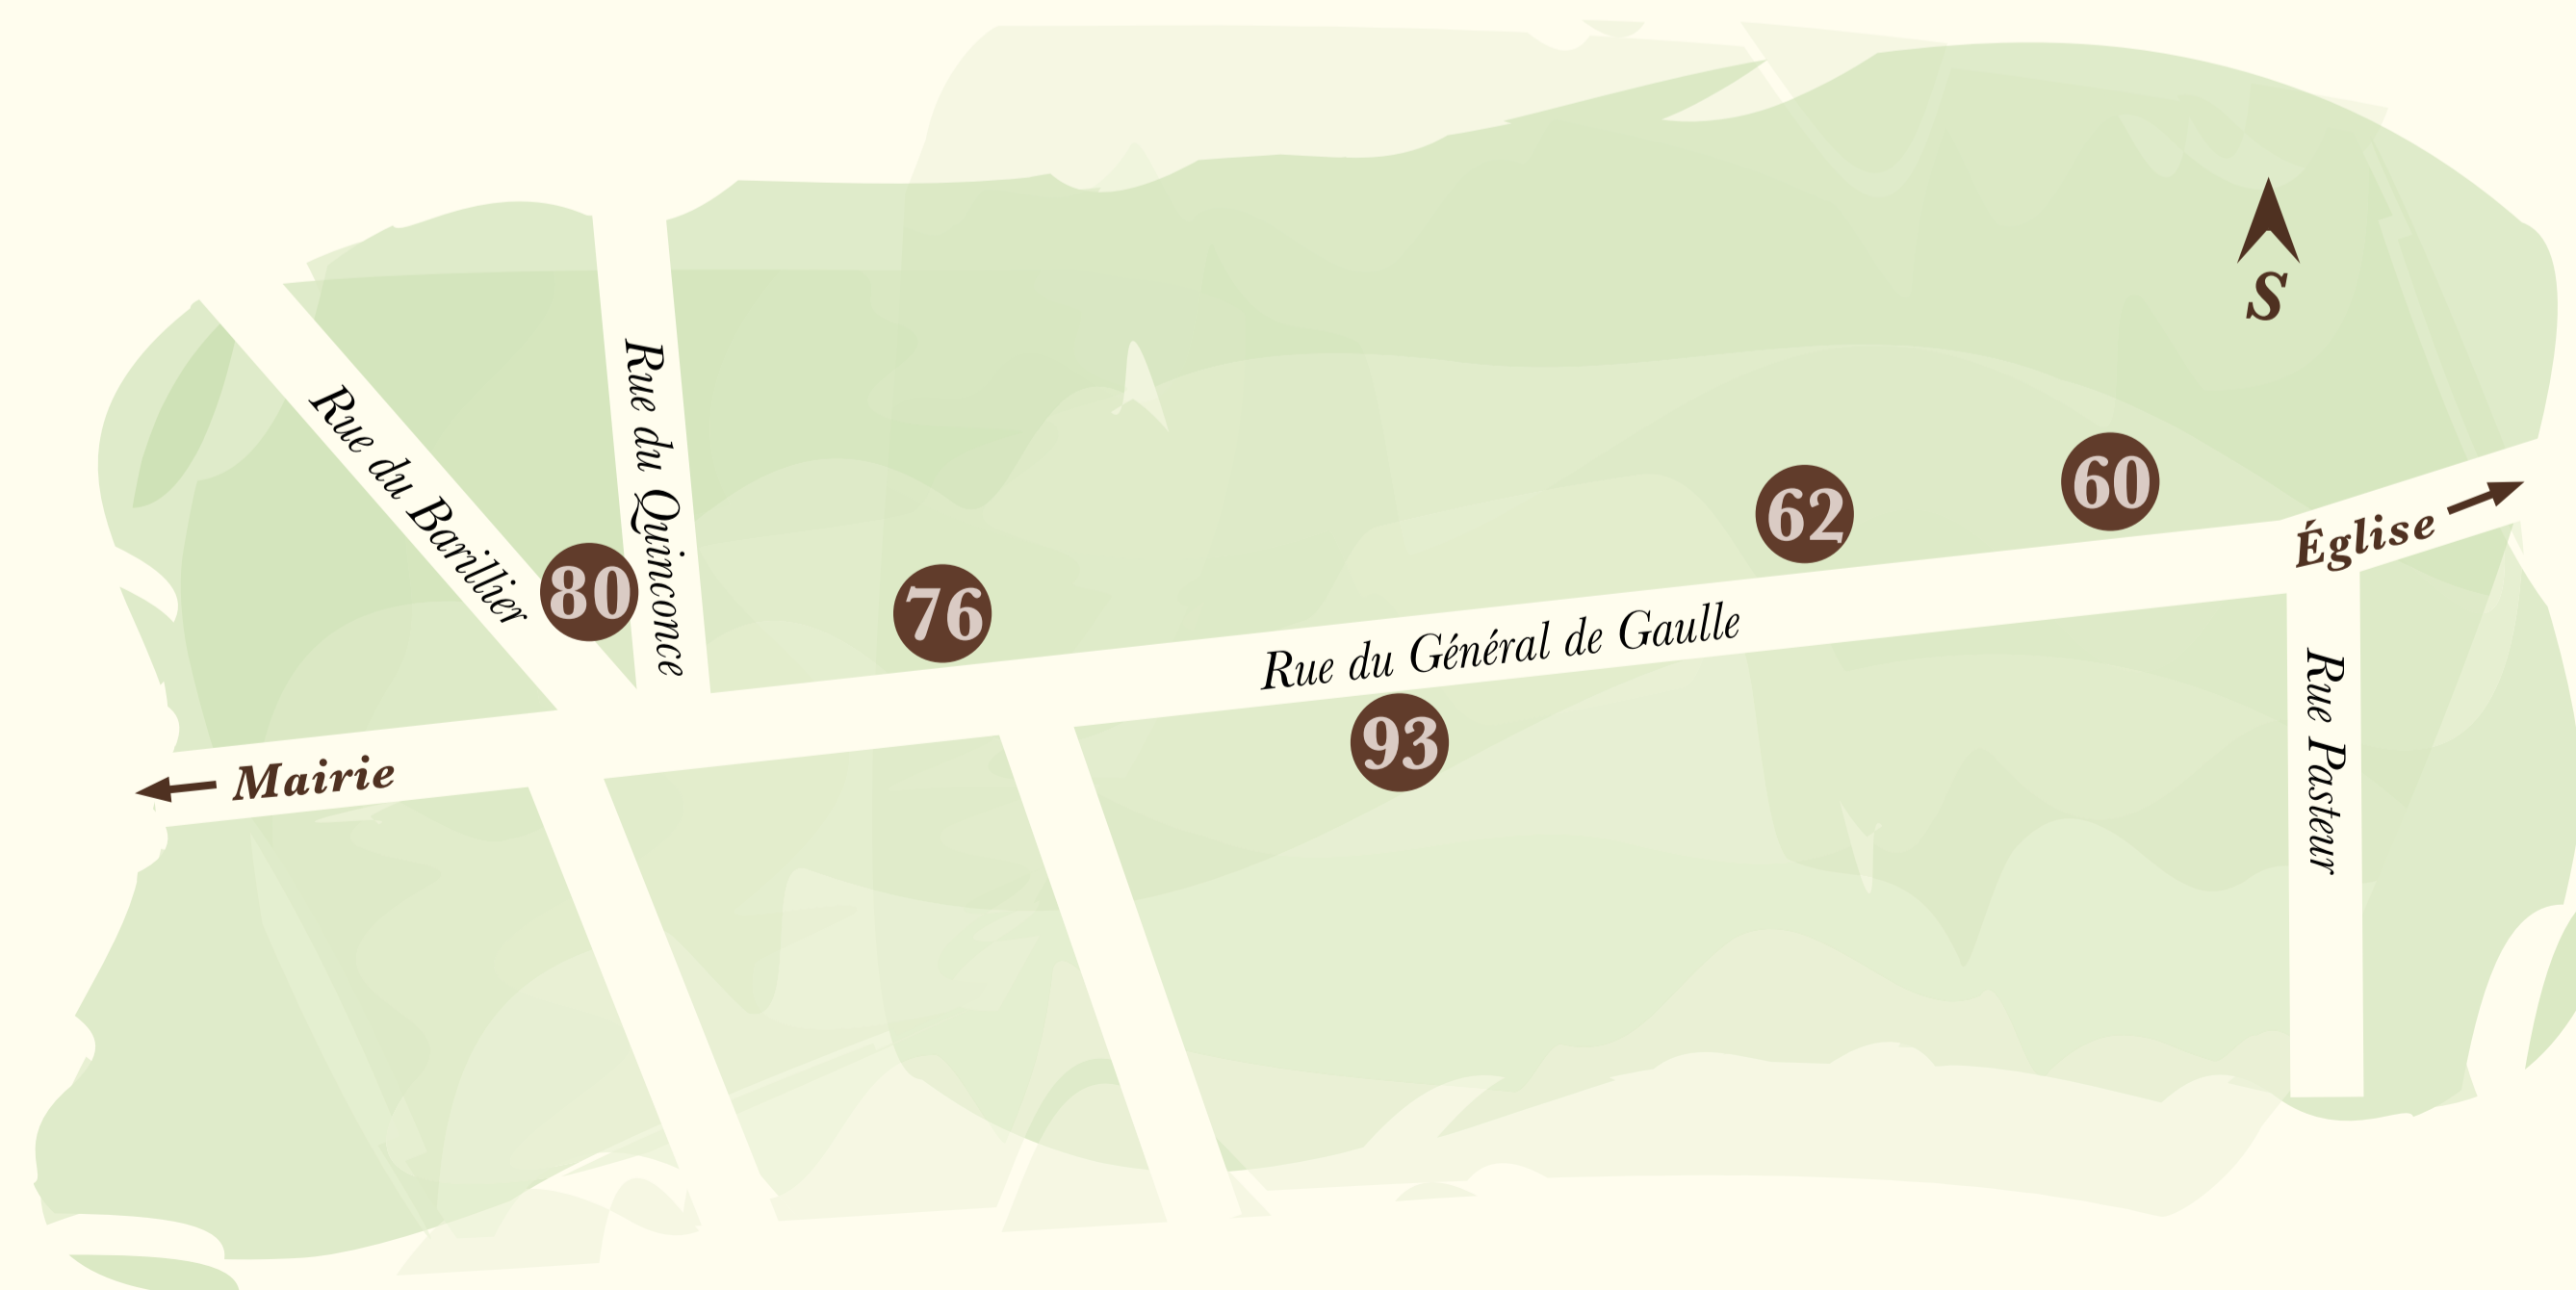 S
Rue du Quinconce
Rue du Barillier
60
62
80
76
Église
Rue du Général de Gaulle
93
Rue Pasteur
Mairie